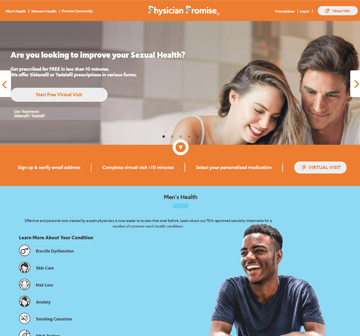 Men's Health
Women's Health
Promise Community
Physician Promise
Prescriptions
Log In
Virtual Visit
Are you looking to improve your Sexual Health?
Get prescribed for FREE in less than 10 minutes.
We offer Sildenafil or Tadalafil prescriptions in various forms.
Start Free Virtual Visit
Our Treatments:
Sildenafil / Tadalafil
Sign up & verify email address
Complete virtual visit <10 minutes
Select your personalized medication
VIRTUAL VISIT
Men's Health
Effective and personal care created by expert physicians is now easier to access than ever before. Learn about our FDA-approved specialty treatments for a
number of common men's health conditions.
Learn More About Your Condition
Erectile Dysfunction
Skin Care
Hair Loss
Anxiety
Smoking Cessation